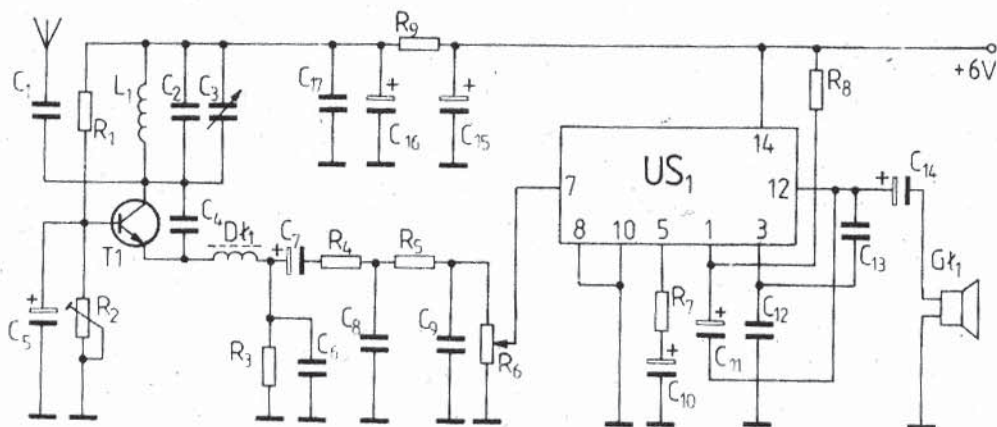 R₉
+6V
C₁
L₁
C₂
C₃
C₁₇
R₈
R₁
C₁₆
C₁₅
14
US₁
C₁₄
7
12
C₄
8
10
5
1
3
T1
Dł₁
C₇
R₄
R₅
C₁₃
Gł₁
C₅
R₂
R₇
C₁₂
R₃
C₆
C₈
C₉
R₆
C₁₁
C₁₀